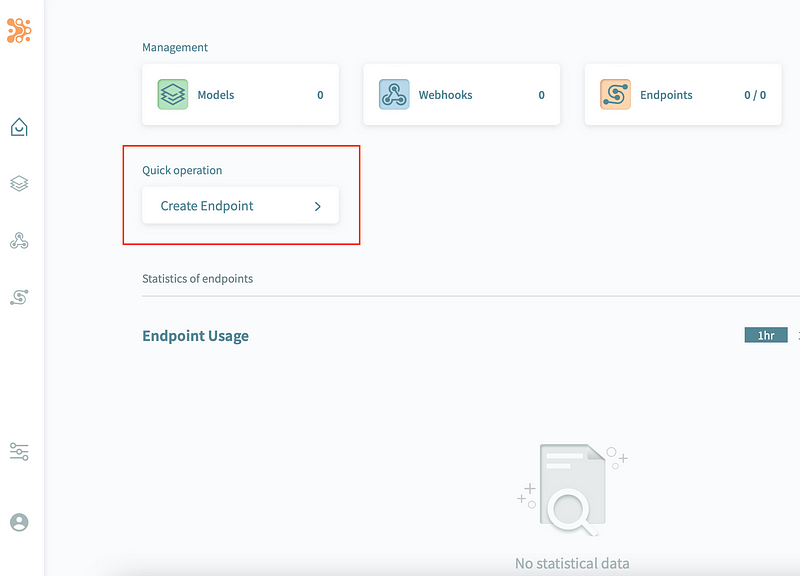 Management
Models 0
Webhooks 0
Endpoints 0 / 0
Quick operation
Create Endpoint
Statistics of endpoints
Endpoint Usage
1hr
No statistical data